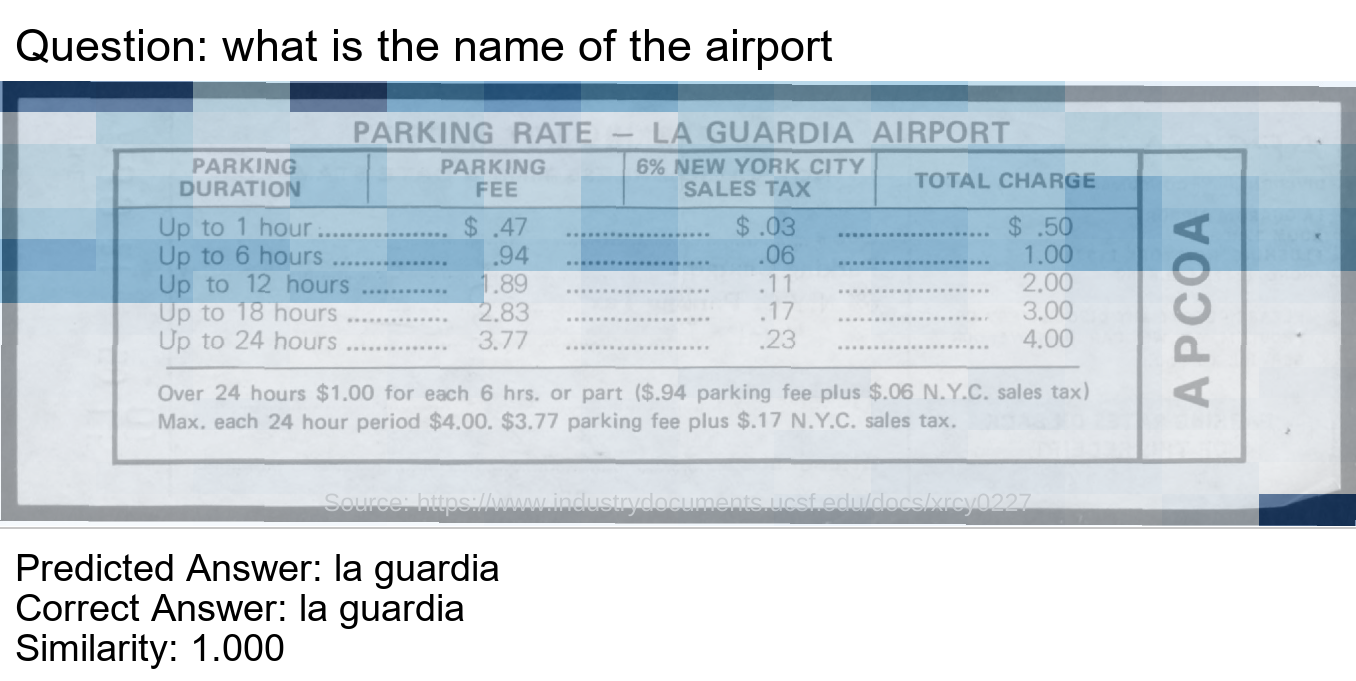 Question: what is the name of the airport
PARKING RATE — LA GUARDIA AIRPORT
PARKING DURATION PARKING FEE 6% NEW YORK CITY SALES TAX TOTAL CHARGE
Up to 1 hour .................. $ .47 ...................... $ .03 ....................... $ .50
Up to 6 hours ................ .94 ...................... .06 ....................... 1.00
Up to 12 hours ............ 1.89 ...................... .11 ....................... 2.00
Up to 18 hours .............. 2.83 ...................... .17 ....................... 3.00
Up to 24 hours .............. 3.77 ...................... .23 ....................... 4.00
Over 24 hours $1.00 for each 6 hrs. or part ($.94 parking fee plus $.06 N.Y.C. sales tax)
Max. each 24 hour period $4.00. $3.77 parking fee plus $.17 N.Y.C. sales tax.
APCOA
Source: https://www.industrydocuments.ucsf.edu/docs/xrcy0227
Predicted Answer: la guardia
Correct Answer: la guardia
Similarity: 1.000